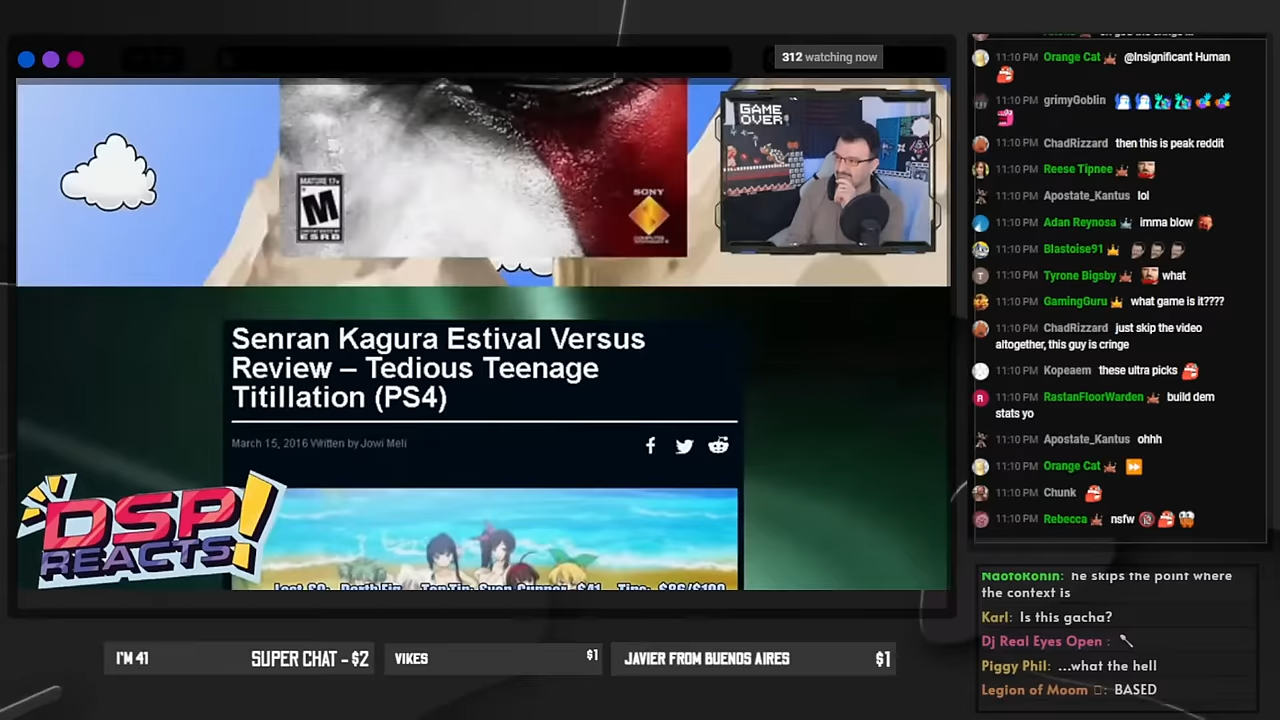 312 watching now
GAME
OVER
MATURE 17+
M
ESRB
SONY
COMPUTER
Senran Kagura Estival Versus
Review – Tedious Teenage
Titillation (PS4)
March 15, 2016 Written by Jowi Meli
DSP
REACTS!
I'M 41
SUPER CHAT - $2
VIKES
$1
JAVIER FROM BUENOS AIRES
$1
11:10 PM Orange Cat @Insignificant Human
11:10 PM grimyGoblin
11:10 PM ChadRizzard then this is peak reddit
11:10 PM Reese Tipnee
11:10 PM Apostate_Kantus lol
11:10 PM Adan Reynosa imma blow
11:10 PM Blastoise91
T 11:10 PM Tyrone Bigsby what
11:10 PM GamingGuru what game is it????
11:10 PM ChadRizzard just skip the video
altogether, this guy is cringe
11:10 PM Kopeaem these ultra picks
R 11:10 PM RastanFloorWarden build dem
stats yo
11:10 PM Apostate_Kantus ohhh
11:10 PM Orange Cat ⏩
11:10 PM Chunk
11:10 PM Rebecca nsfw
NaotoKonin: he skips the point where
the context is
Karl: Is this gacha?
Dj Real Eyes Open :
Piggy Phil: ...what the hell
Legion of Moom : BASED